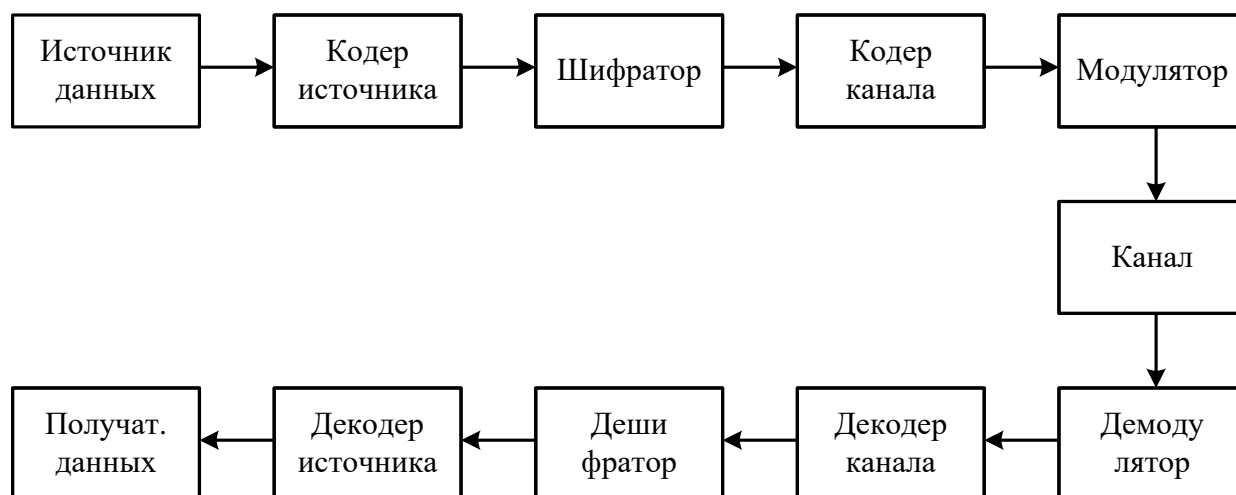 Источник
данных
Кодер
источника
Шифратор
Кодер
канала
Модулятор
Канал
Получат.
данных
Декодер
источника
Деши
фратор
Декодер
канала
Демоду
лятор